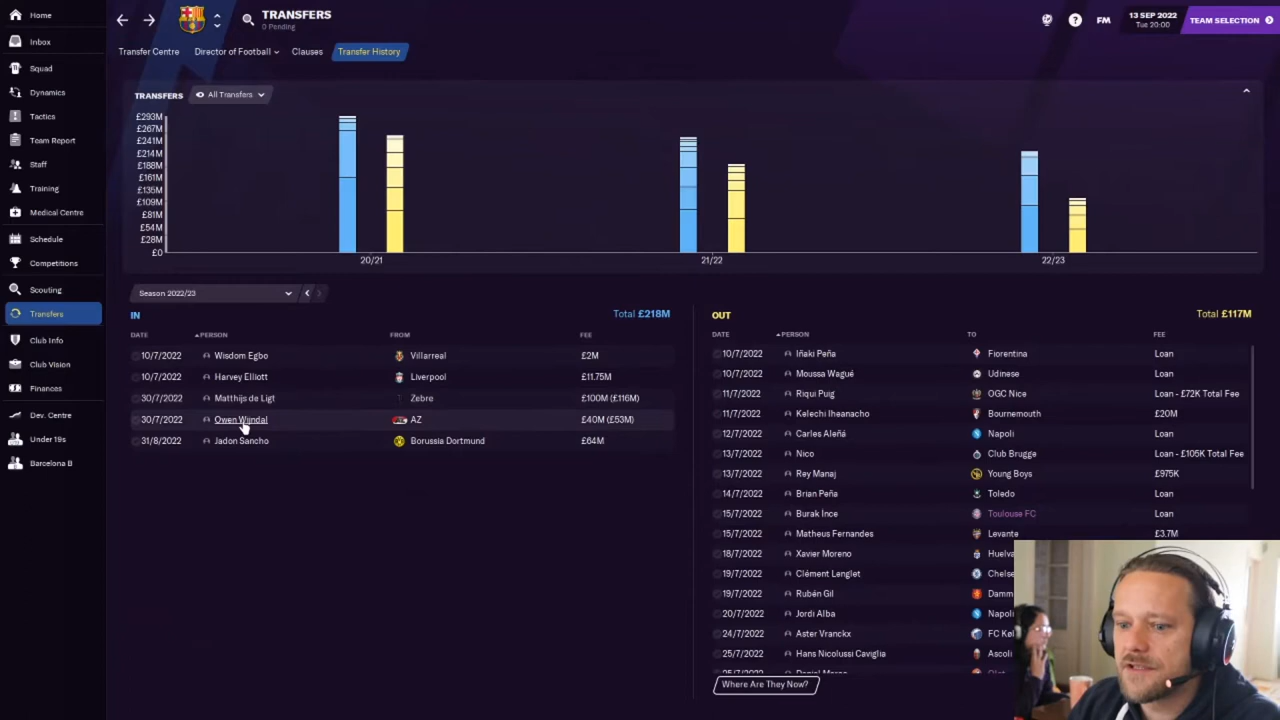 Home
Inbox
Squad
Dynamics
Tactics
Team Report
Staff
Training
Medical Centre
Schedule
Competitions
Scouting
Transfers
Club Info
Club Vision
Finances
Dev. Centre
Under 19s
Barcelona B
TRANSFERS
0 Pending
FM
13 SEP 2022
Tue 20:00
TEAM SELECTION
Transfer Centre
Director of Football
Clauses
Transfer History
TRANSFERS
All Transfers
£293M
£267M
£241M
£214M
£188M
£161M
£135M
£109M
£81M
£54M
£28M
£0
20/21
21/22
22/23
Season 2022/23
IN
Total £218M
DATE PERSON FROM FEE
10/7/2022 Wisdom Egbo Villarreal £2M
10/7/2022 Harvey Elliott Liverpool £11.75M
30/7/2022 Matthijs de Ligt Zebre £100M (£116M)
30/7/2022 Owen Wijndal AZ £40M (£53M)
31/8/2022 Jadon Sancho Borussia Dortmund £64M
OUT
Total £117M
DATE PERSON TO FEE
10/7/2022 Iñaki Peña Fiorentina Loan
10/7/2022 Moussa Wagué Udinese Loan
11/7/2022 Riqui Puig OGC Nice Loan - £72K Total Fee
11/7/2022 Kelechi Iheanacho Bournemouth £20M
12/7/2022 Carles Aleñá Napoli Loan
13/7/2022 Nico Club Brugge Loan - £105K Total Fee
13/7/2022 Rey Manaj Young Boys £975K
14/7/2022 Brian Peña Toledo Loan
15/7/2022 Burak İnce Toulouse FC Loan
15/7/2022 Matheus Fernandes Levante £3.7M
18/7/2022 Xavier Moreno Huelva
19/7/2022 Clément Lenglet Chelse
19/7/2022 Rubén Gil Damm
20/7/2022 Jordi Alba Napoli
24/7/2022 Aster Vranckx FC Køl
25/7/2022 Hans Nicolussi Caviglia Ascoli
Where Are They Now?